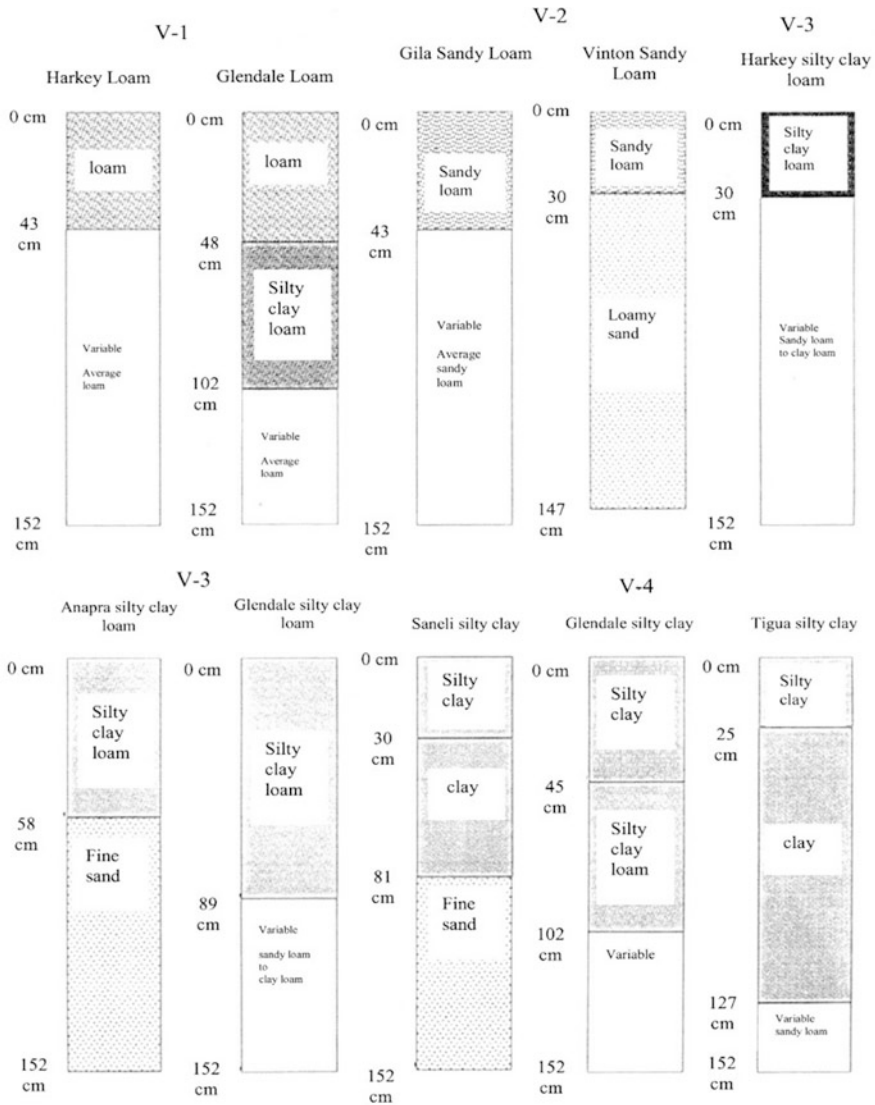 V-1
V-2
V-3
Harkey Loam
Glendale Loam
Gila Sandy Loam
Vinton Sandy
Loam
Harkey silty clay
loam
0 cm
loam
43
cm
Variable
Average
loam
152
cm
0 cm
loam
48
cm
Silty
clay
loam
102
cm
Variable
Average
loam
152
cm
0 cm
Sandy
loam
43
cm
Variable
Average
sandy
loam
152
cm
0 cm
Sandy
loam
30
cm
Loamy
sand
147
cm
0 cm
Silty
clay
loam
30
cm
Variable
Sandy loam
to clay loam
152
cm
V-3
V-4
Anapra silty clay
loam
Glendale silty clay
loam
Saneli silty clay
Glendale silty clay
Tigua silty clay
0 cm
Silty
clay
loam
58
cm
Fine
sand
152
cm
0 cm
Silty
clay
loam
89
cm
Variable
sandy loam
to
clay loam
152
cm
0 cm
Silty
clay
30
cm
clay
81
cm
Fine
sand
152
cm
0 cm
Silty
clay
45
cm
Silty
clay
loam
102
cm
Variable
152
cm
0 cm
Silty
clay
25
cm
clay
127
cm
Variable
sandy loam
152
cm